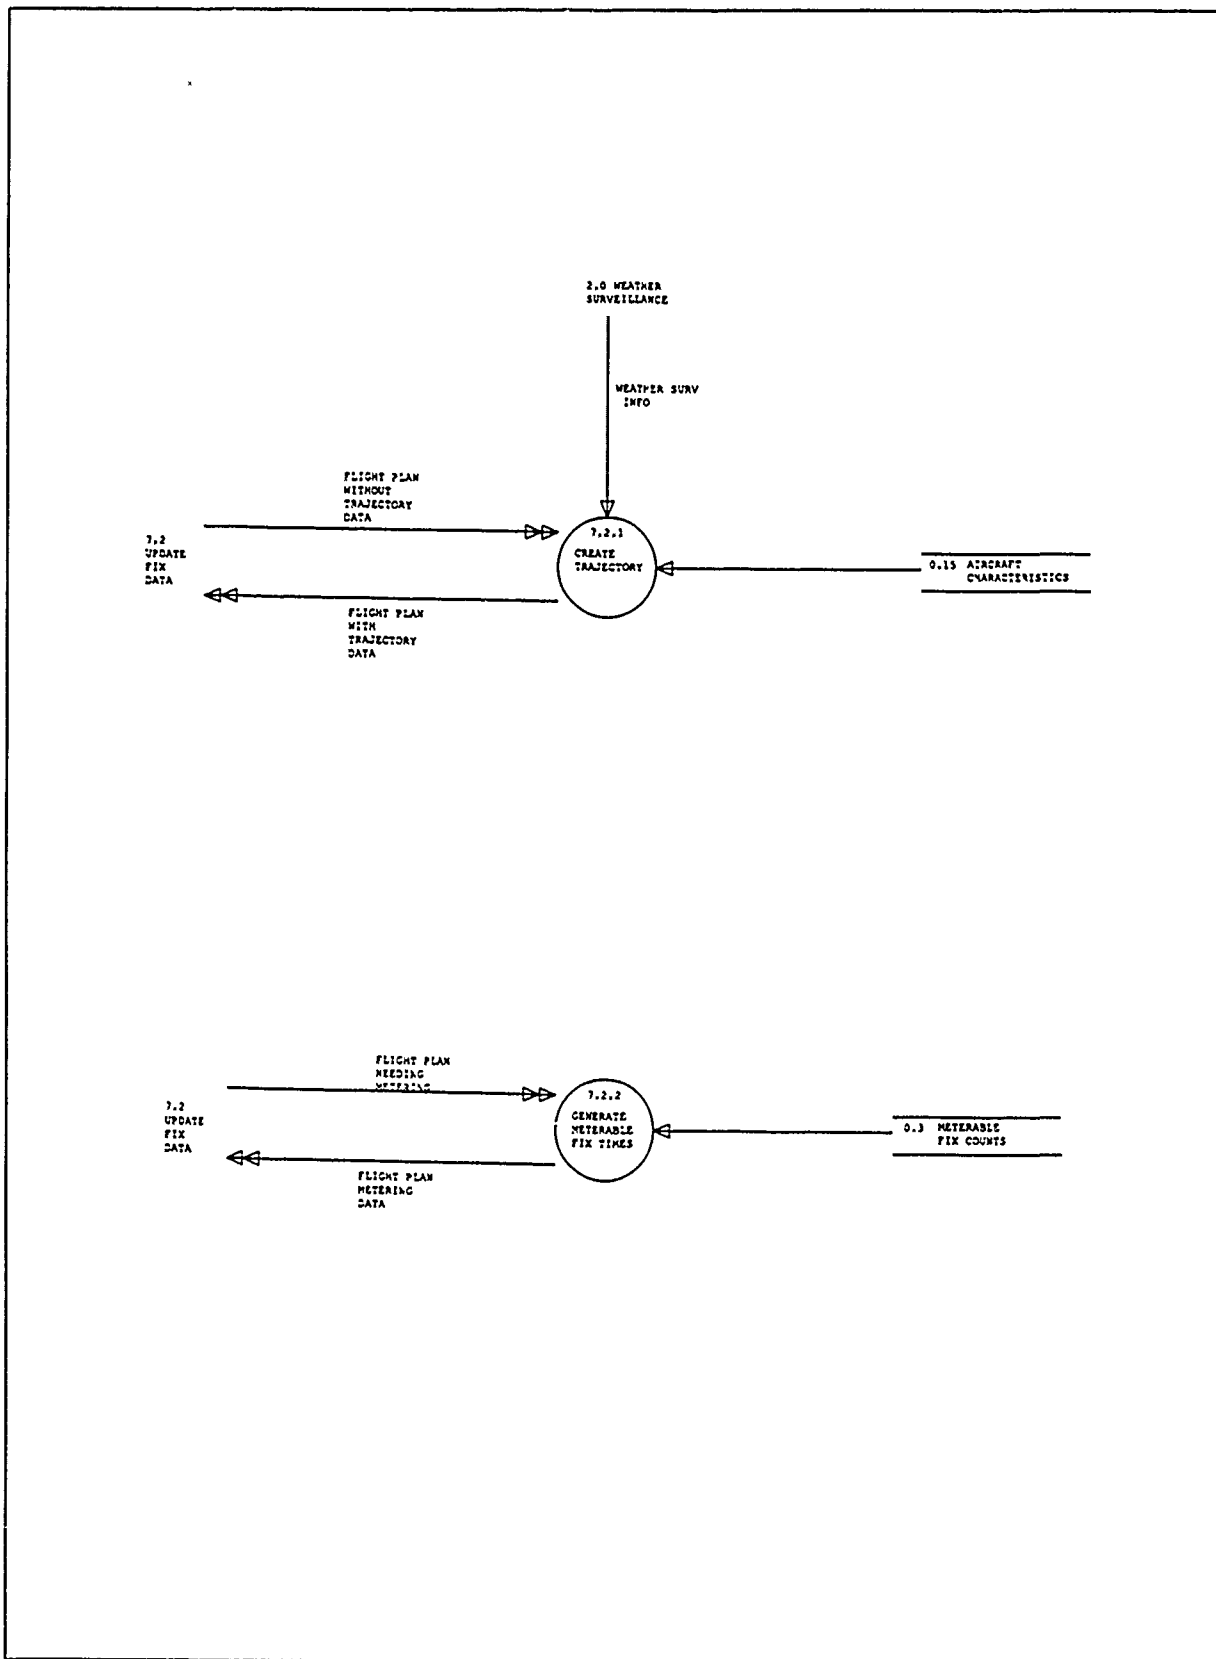 2.0 WEATHER
SURVEILLANCE
WEATHER SURV
INFO
FLIGHT PLAN
WITHOUT
TRAJECTORY
DATA
7.2
UPDATE
FIX
DATA
7.2.1
CREATE
TRAJECTORY
0.15 AIRCRAFT
CHARACTERISTICS
FLIGHT PLAN
WITH
TRAJECTORY
DATA
FLIGHT PLAN
NEEDING
METERING
7.2
UPDATE
FIX
DATA
7.2.2
GENERATE
METERABLE
FIX TIMES
0.3 METERABLE
FIX COUNTS
FLIGHT PLAN
METERING
DATA